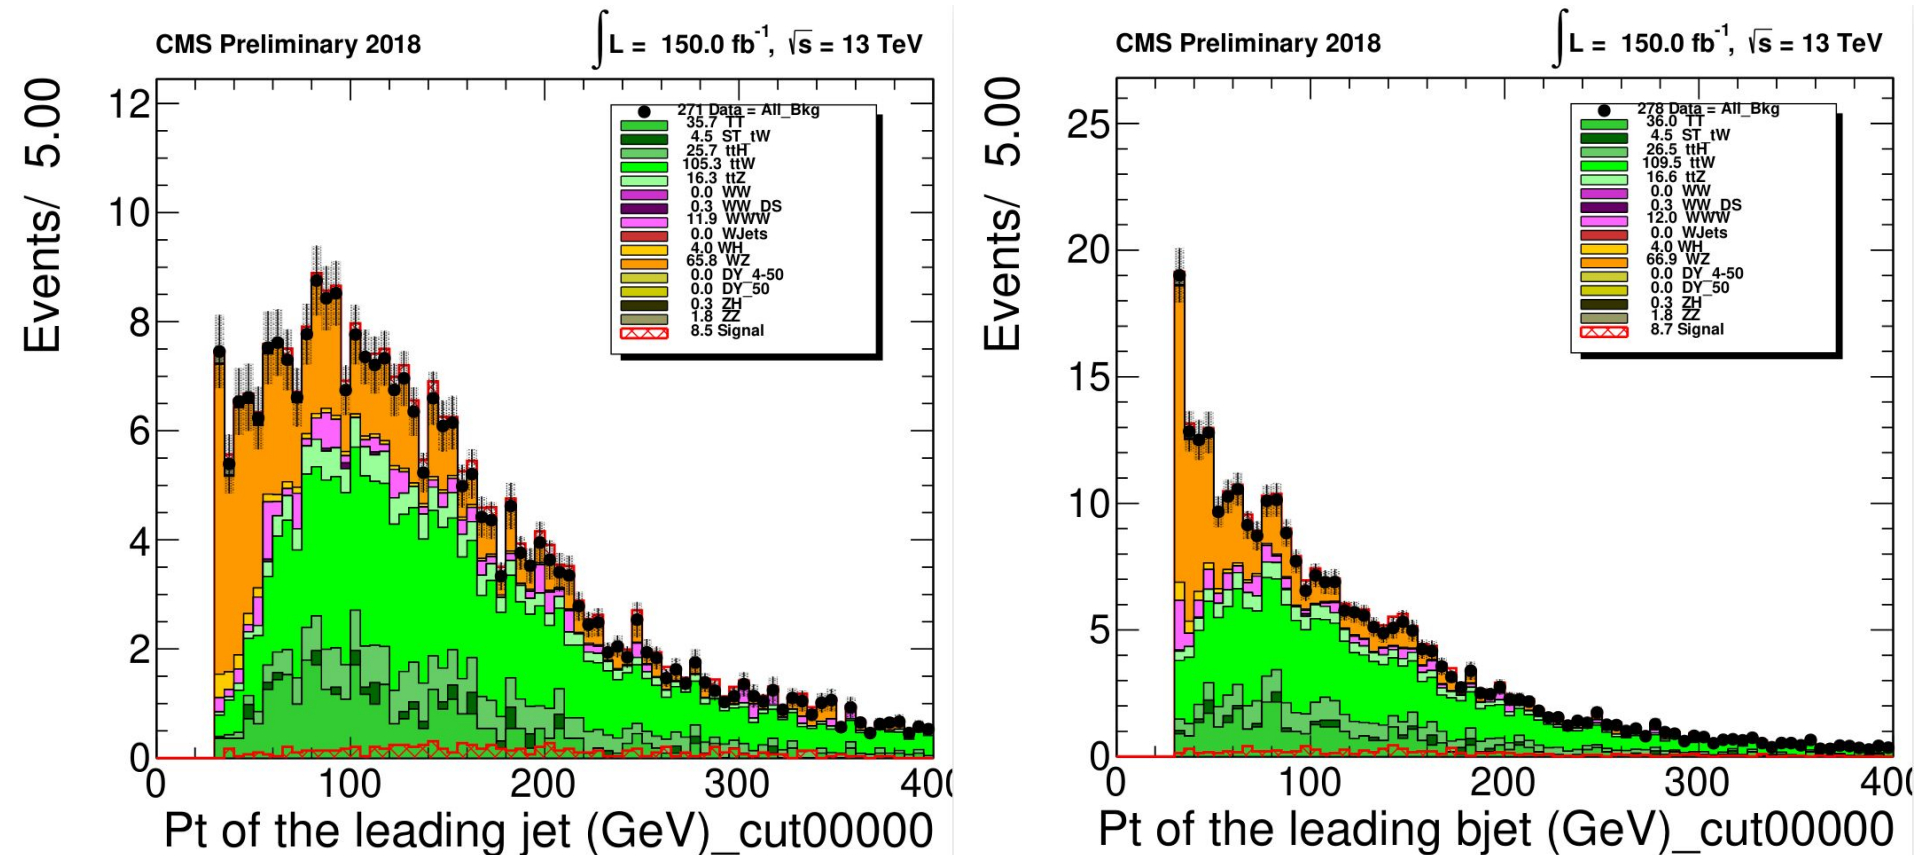 CMS Preliminary 2018
∫L = 150.0 fb⁻¹, √s = 13 TeV
Events/ 5.00
12
10
8
6
4
2
0
271 Data = All_Bkg
35.7 TT
4.5 ST_tW
25.7 ttH
105.3 ttW
16.3 ttZ
0.0 WW
0.3 WW_DS
11.9 WWW
0.0 WJets
4.0 WH
65.8 WZ
0.0 DY_4-50
0.0 DY_50
0.3 ZH
1.8 ZZ
8.5 Signal
0 100 200 300 400
Pt of the leading jet (GeV)_cut00000
CMS Preliminary 2018
∫L = 150.0 fb⁻¹, √s = 13 TeV
Events/ 5.00
25
20
15
10
5
0
278 Data = All_Bkg
36.0 TT
4.5 ST_tW
26.5 ttH
109.5 ttW
16.6 ttZ
0.0 WW
0.3 WW_DS
12.0 WWW
0.0 WJets
4.0 WH
66.9 WZ
0.0 DY_4-50
0.0 DY_50
0.3 ZH
1.8 ZZ
8.7 Signal
0 100 200 300 400
Pt of the leading bjet (GeV)_cut00000